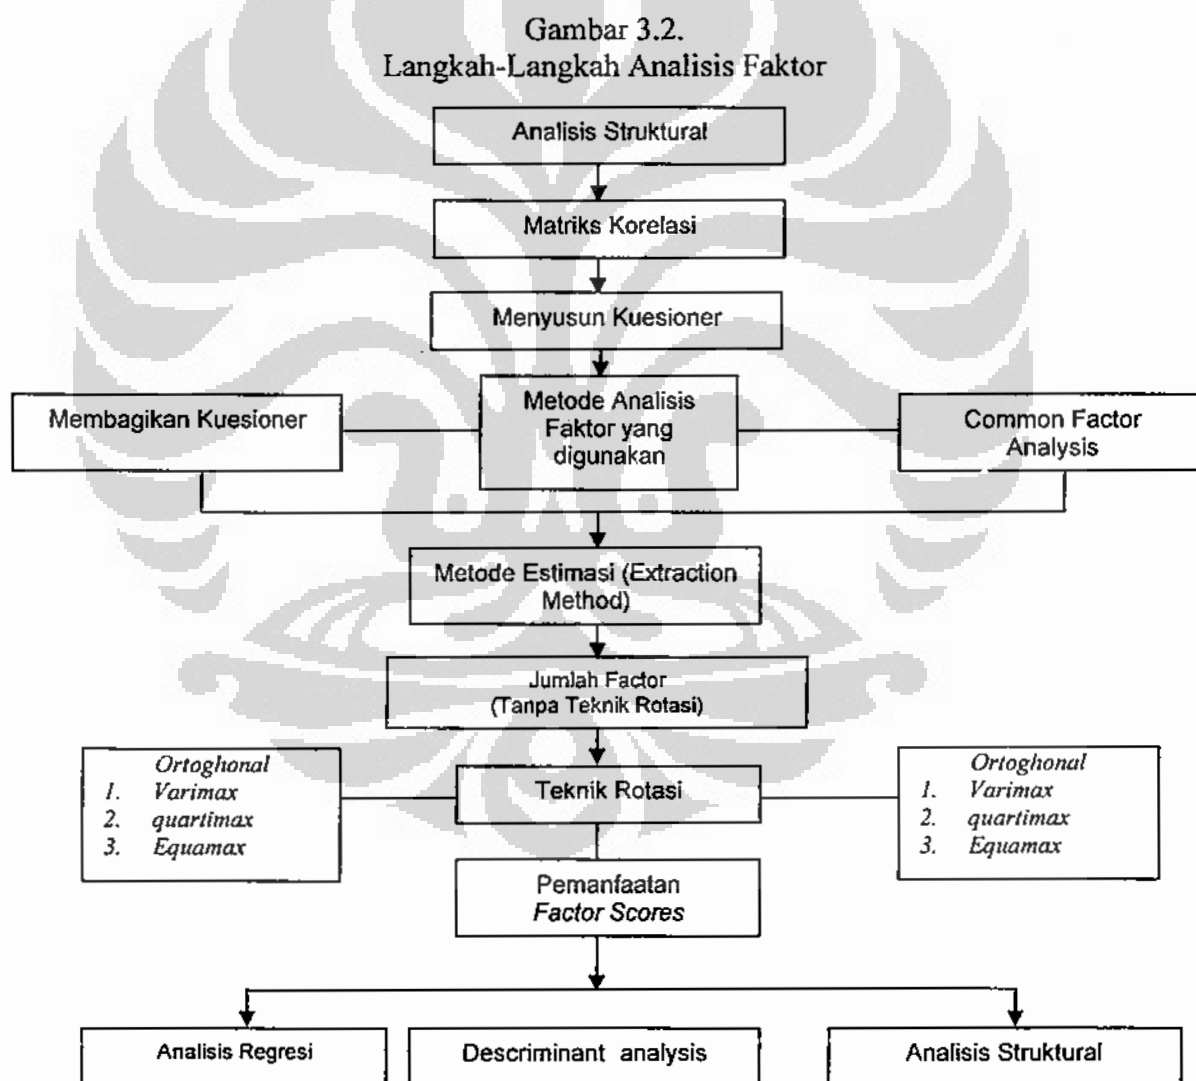 Gambar 3.2.
Langkah-Langkah Analisis Faktor
Analisis Struktural
Matriks Korelasi
Menyusun Kuesioner
Membagikan Kuesioner
Metode Analisis
Faktor yang
digunakan
Common Factor
Analysis
Metode Estimasi (Extraction
Method)
Jumlah Factor
(Tanpa Teknik Rotasi)
Ortoghonal
1. Varimax
2. quartimax
3. Equamax
Teknik Rotasi
Ortoghonal
1. Varimax
2. quartimax
3. Equamax
Pemanfaatan
Factor Scores
Analisis Regresi
Descriminant analysis
Analisis Struktural